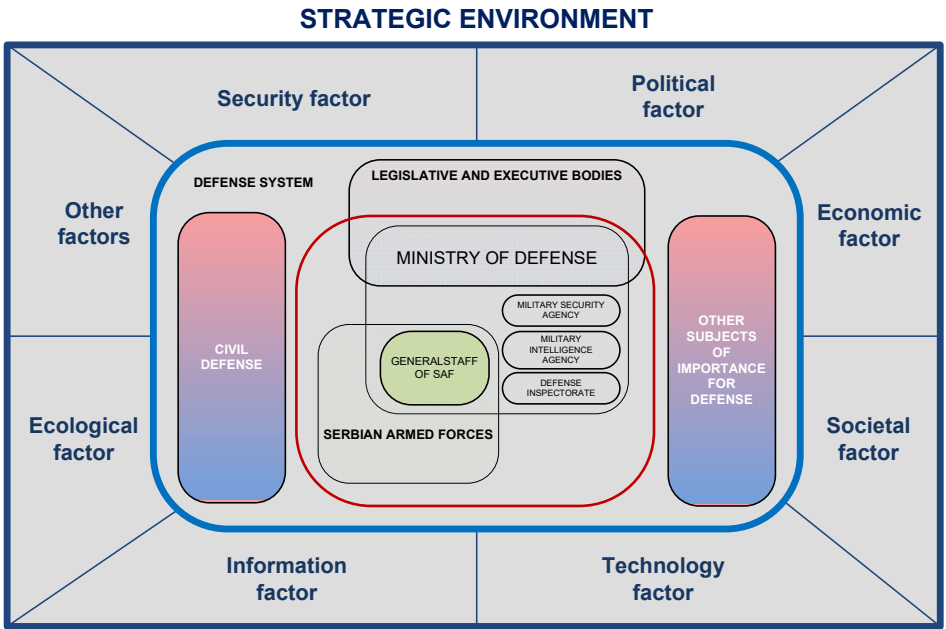 STRATEGIC ENVIRONMENT
Security factor
Political
factor
Other
factors
Economic
factor
DEFENSE SYSTEM
LEGISLATIVE AND EXECUTIVE BODIES
MINISTRY OF DEFENSE
MILITARY SECURITY
AGENCY
MILITARY
INTELLIGENCE
AGENCY
DEFENSE
INSPECTORATE
GENERALSTAFF
OF SAF
SERBIAN ARMED FORCES
CIVIL
DEFENSE
OTHER
SUBJECTS
OF
IMPORTANCE
FOR
DEFENSE
Ecological
factor
Societal
factor
Information
factor
Technology
factor